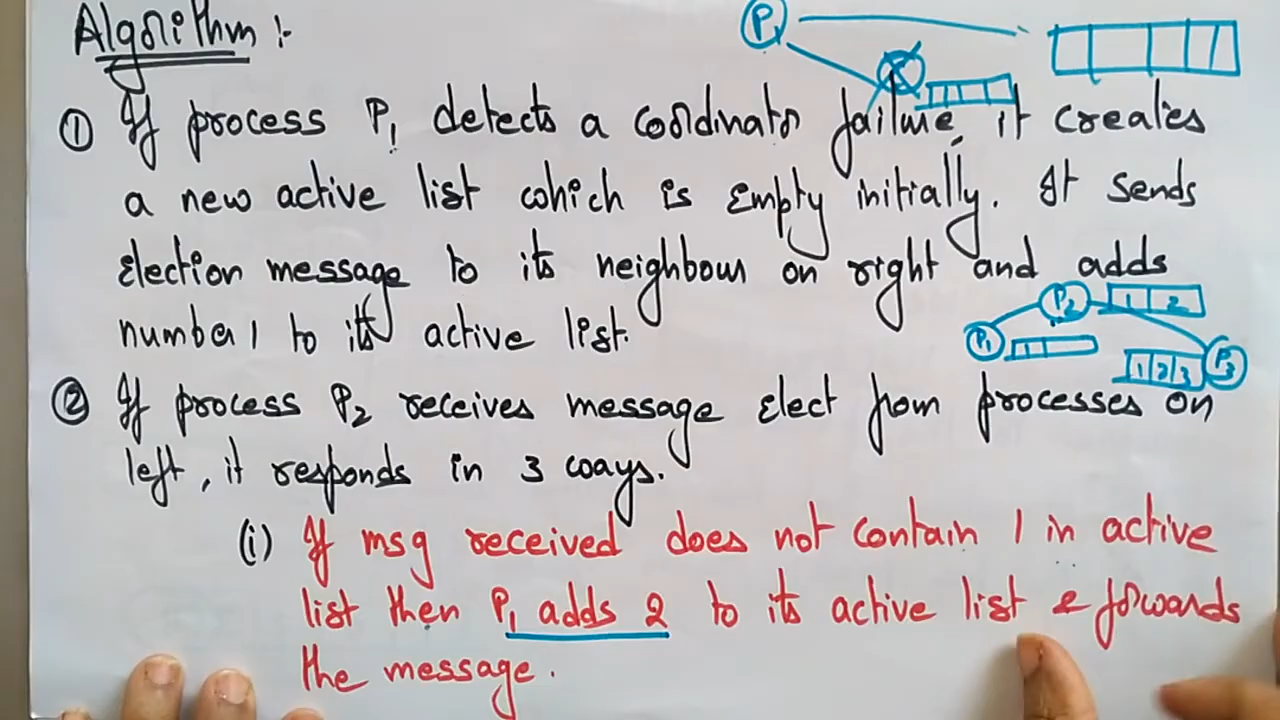 Algorithm :-
P1
① If process P1 detects a coordinator failure, it creates
a new active list which is Empty initially. It sends
Election message to its neighbour on right and adds
number 1 to its active list.
P2 1 2
P1
1 2 3 P3
② If process P2 receives message Elect from processes on
left, it responds in 3 ways.
(i) If msg received does not contain 1 in active
list then P1 adds 2 to its active list & forwards
the message.